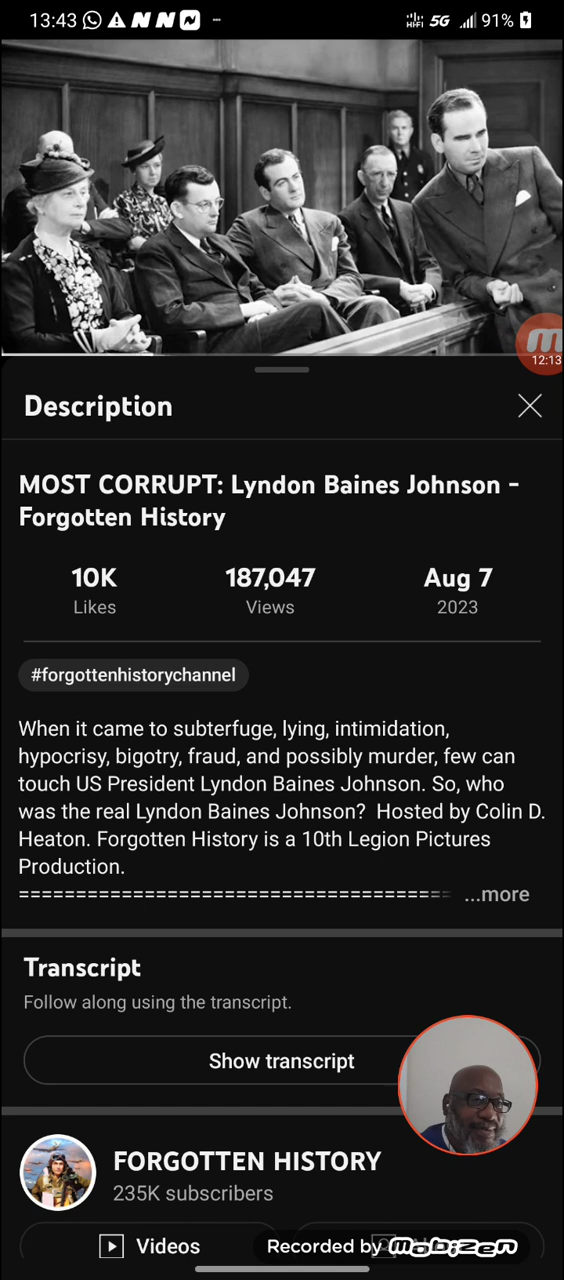 13:43
5G 91%
12:13
Description
MOST CORRUPT: Lyndon Baines Johnson -
Forgotten History
10K 187,047 Aug 7
Likes Views 2023
#forgottenhistorychannel
When it came to subterfuge, lying, intimidation,
hypocrisy, bigotry, fraud, and possibly murder, few can
touch US President Lyndon Baines Johnson. So, who
was the real Lyndon Baines Johnson?  Hosted by Colin D.
Heaton. Forgotten History is a 10th Legion Pictures
Production.
====================================== ...more
Transcript
Follow along using the transcript.
Show transcript
FORGOTTEN HISTORY
235K subscribers
Videos
Recorded by mobizen